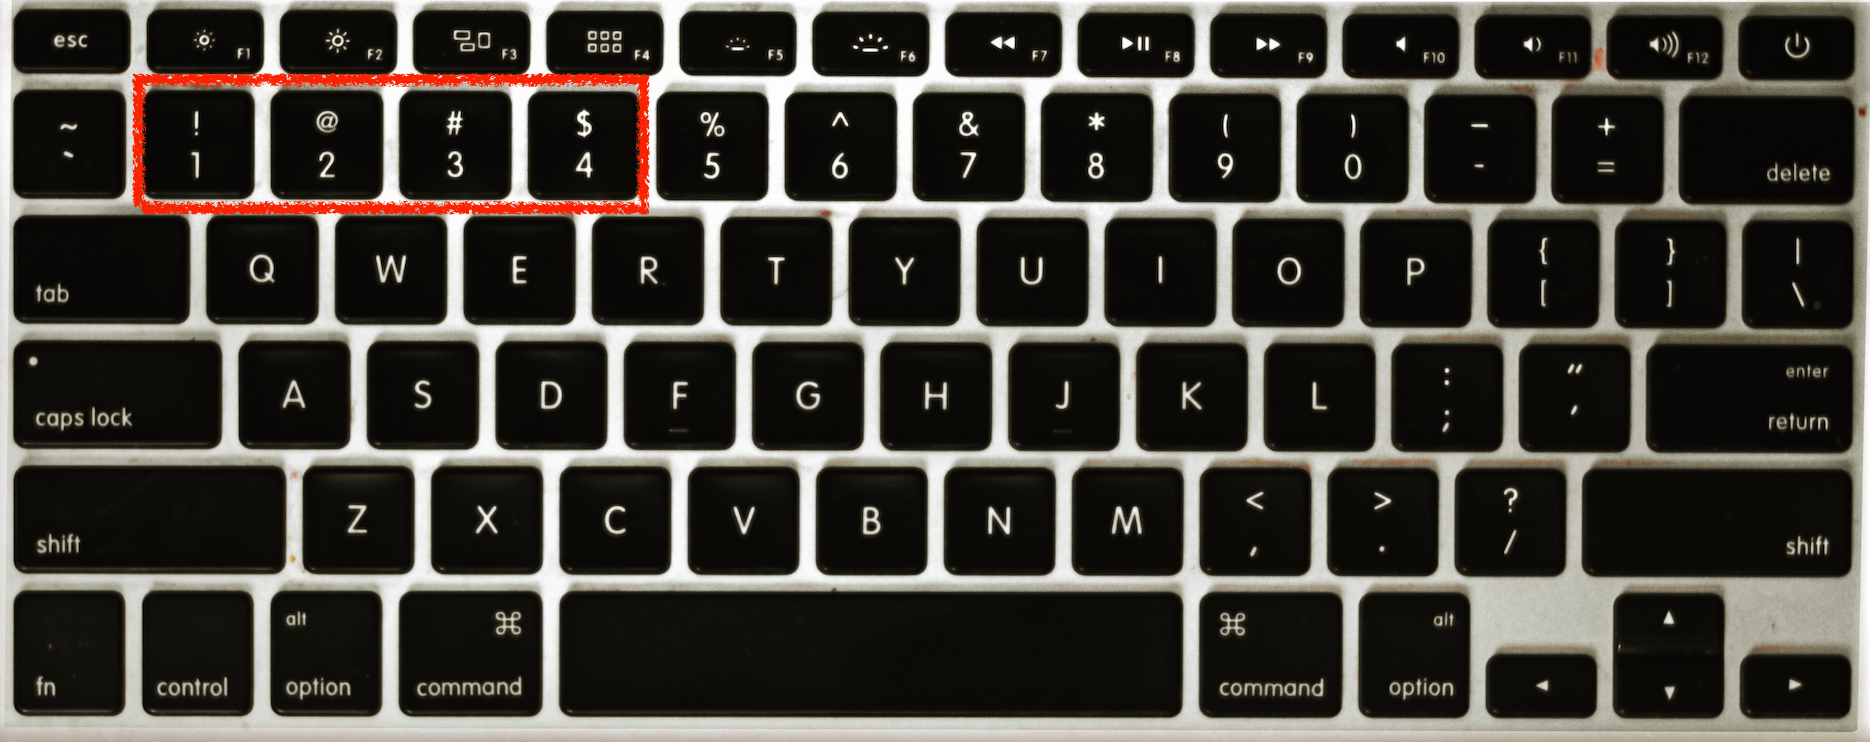 esc F1 F2 F3 F4 F5 F6 F7 F8 F9 F10 F11 F12
~ ! @ # $ % ^ & * ( ) – +
` 1 2 3 4 5 6 7 8 9 0 - = delete
tab Q W E R T Y U I O P { } |
[ ] \
caps lock A S D F G H J K L : " enter
; ' return
shift Z X C V B N M < > ? shift
, . /
alt ⌘ ⌘ alt
fn control option command command option